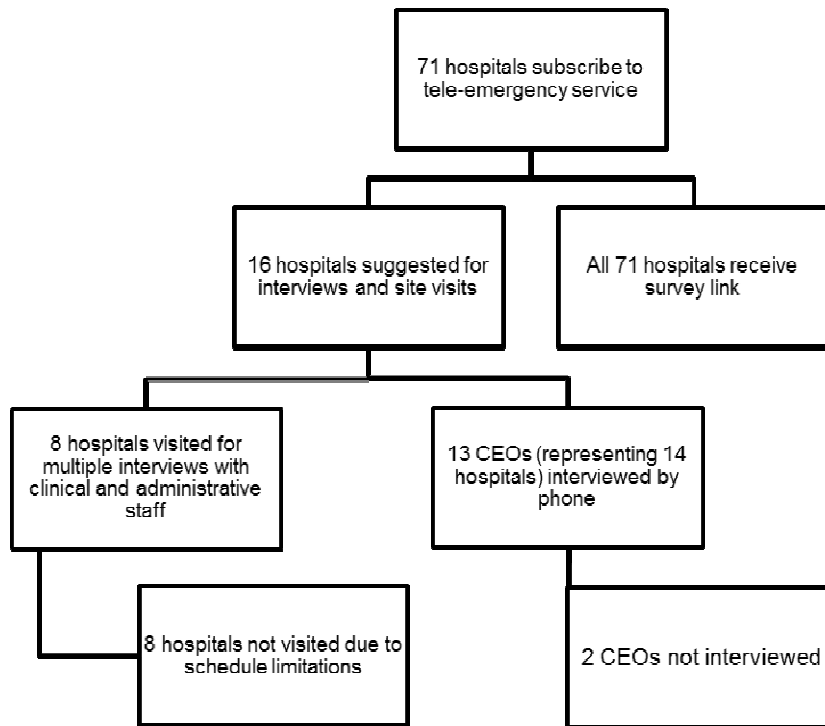 71 hospitals subscribe to
tele-emergency service
16 hospitals suggested for
interviews and site visits
All 71 hospitals receive
survey link
8 hospitals visited for
multiple interviews with
clinical and administrative
staff
13 CEOs (representing 14
hospitals) interviewed by
phone
8 hospitals not visited due to
schedule limitations
2 CEOs not interviewed